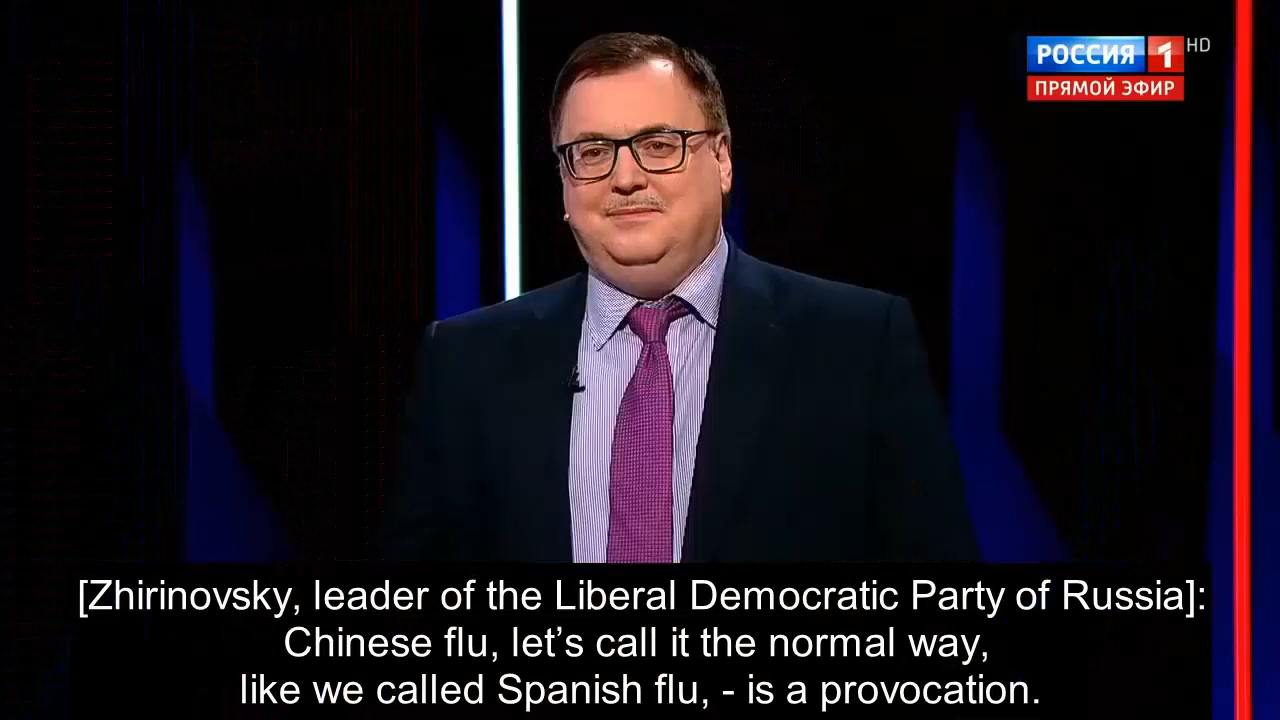 РОССИЯ 1 HD
ПРЯМОЙ ЭФИР
[Zhirinovsky, leader of the Liberal Democratic Party of Russia]:
Chinese flu, let’s call it the normal way,
like we called Spanish flu, - is a provocation.